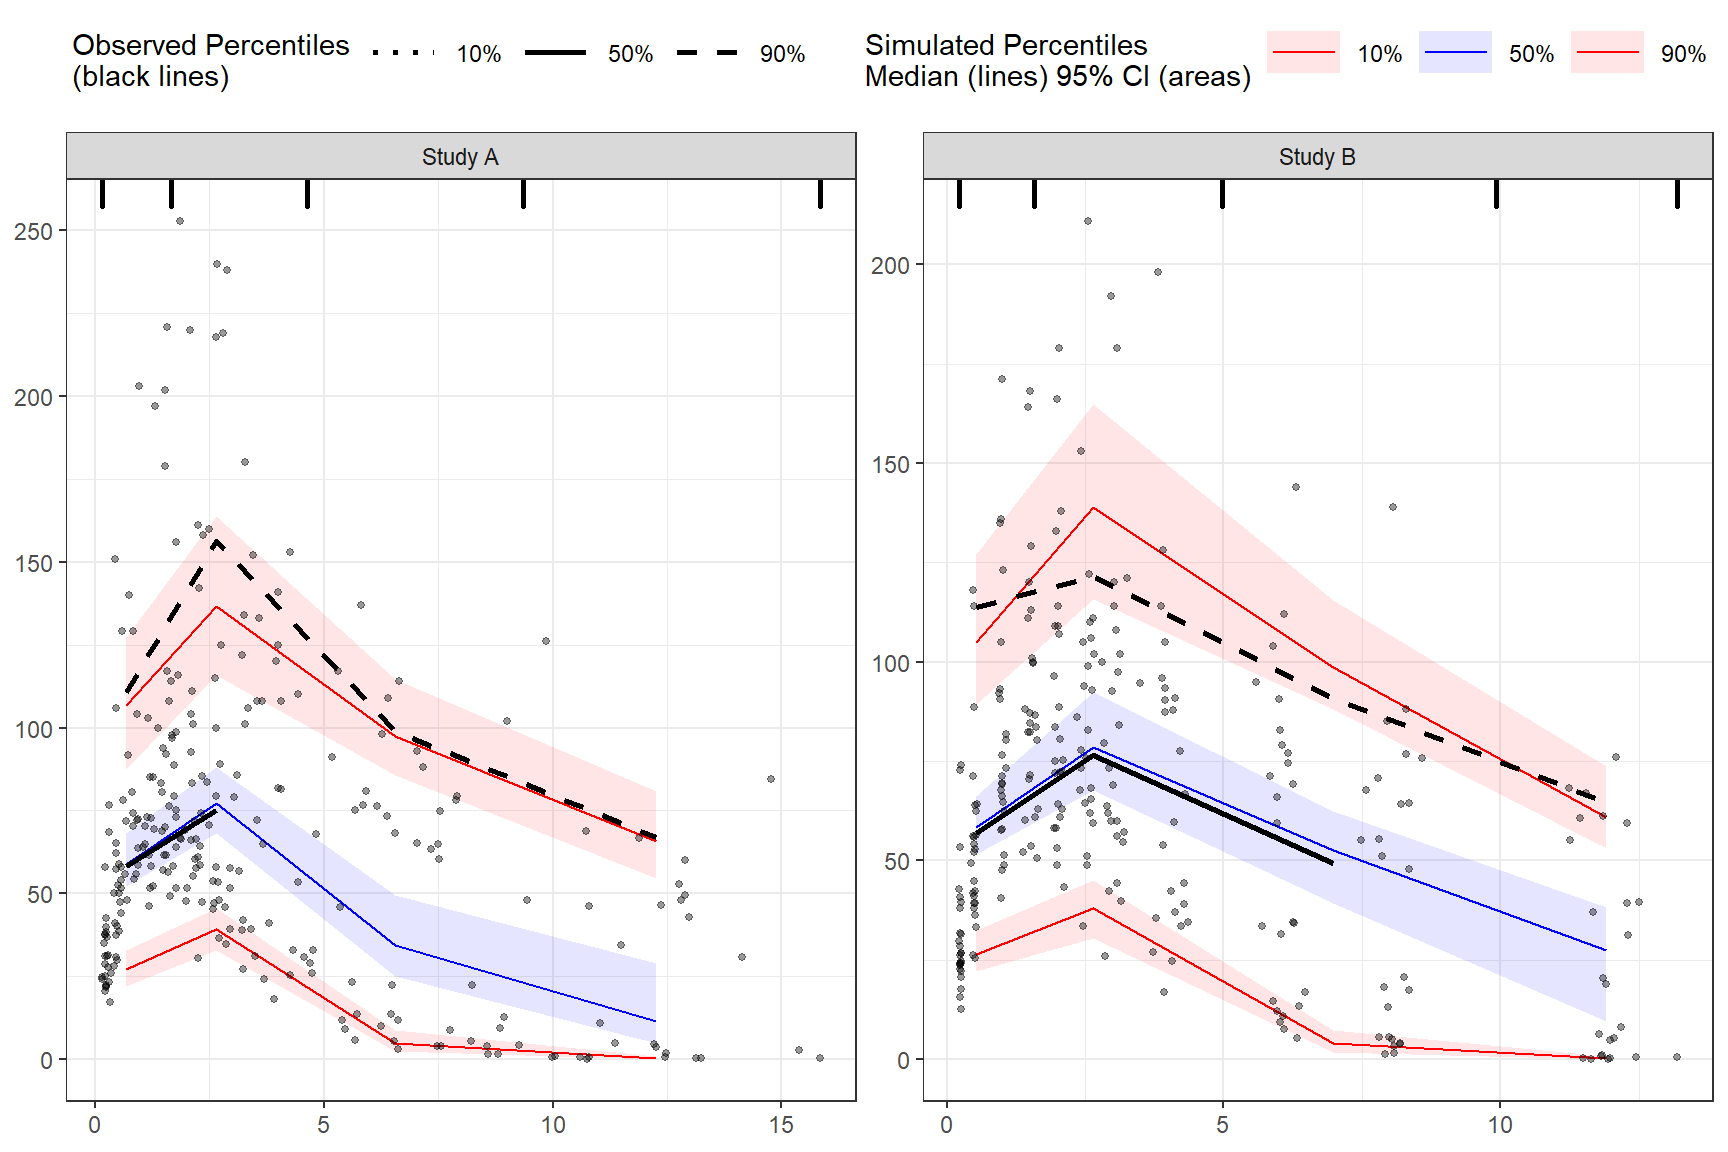 Observed Percentiles
(black lines)
10% 50% 90%
Simulated Percentiles
Median (lines) 95% CI (areas)
10% 50% 90%
Study A
250
200
150
100
50
0
0 5 10 15
Study B
200
150
100
50
0
0 5 10